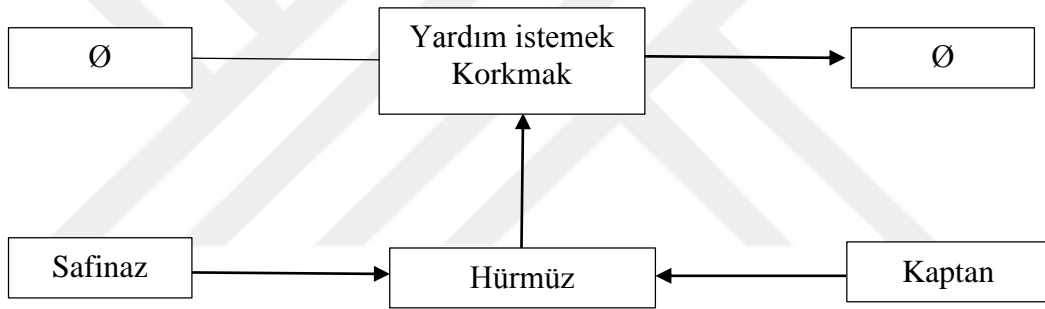 Ø
Yardım istemek
Korkmak
Ø
Safinaz
Hürmüz
Kaptan